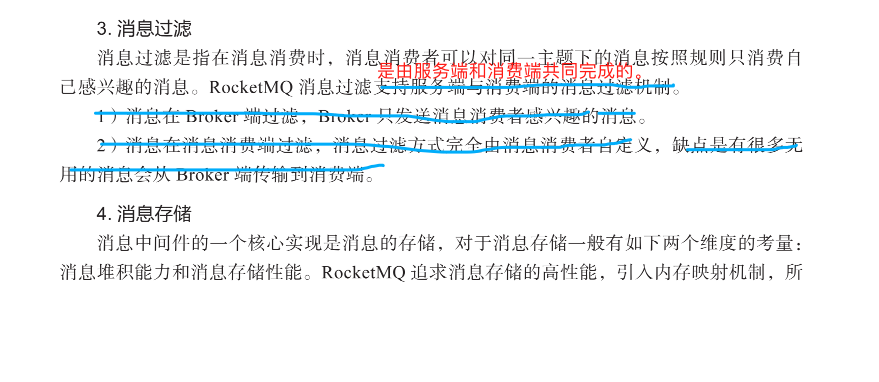 3. 消息过滤
消息过滤是指在消息消费时，消息消费者可以对同一主题下的消息按照规则只消费自
是由服务端和消费端共同完成的。
己感兴趣的消息。RocketMQ 消息过滤支持服务端与消费端的消息过滤机制。
1）消息在 Broker 端过滤，Broker 只发送消息消费者感兴趣的消息。
2）消息在消息消费端过滤，消息过滤方式完全由消息消费者自定义，缺点是有很多无
用的消息会从 Broker 端传输到消费端。
4. 消息存储
消息中间件的一个核心实现是消息的存储，对于消息存储一般有如下两个维度的考量：
消息堆积能力和消息存储性能。RocketMQ 追求消息存储的高性能，引入内存映射机制，所